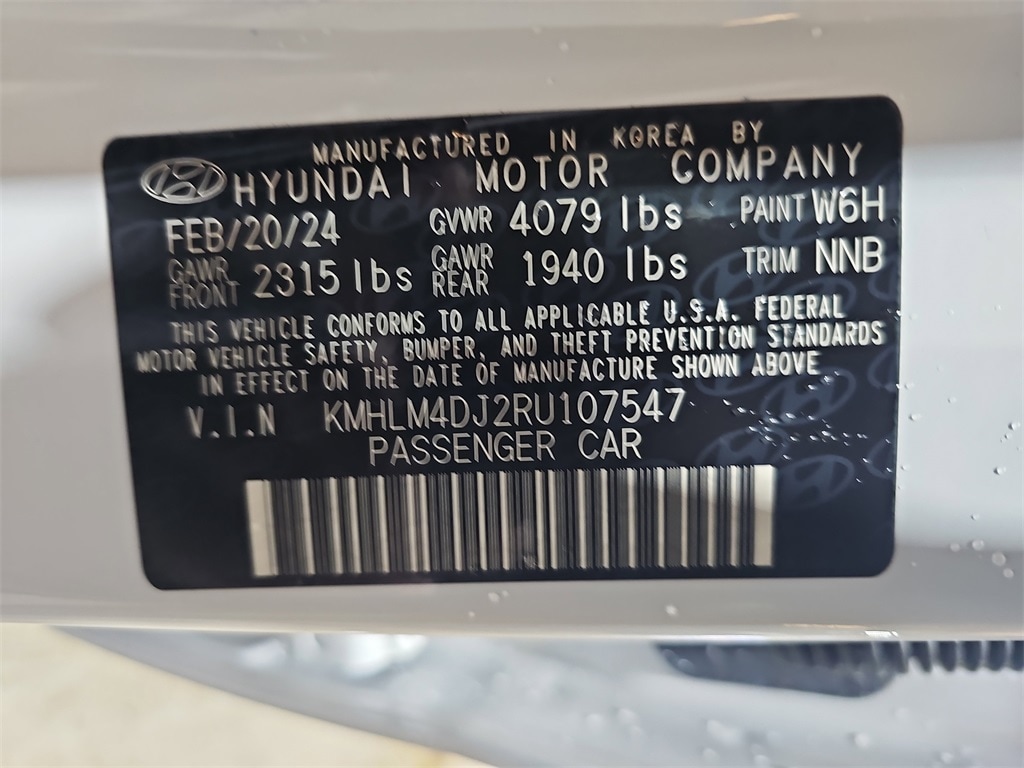 MANUFACTURED IN KOREA BY
HYUNDAI MOTOR COMPANY
FEB/20/24 GVWR 4079 lbs PAINT W6H
GAWR FRONT 2315 lbs GAWR REAR 1940 lbs TRIM NNB
THIS VEHICLE CONFORMS TO ALL APPLICABLE U.S.A. FEDERAL
MOTOR VEHICLE SAFETY, BUMPER, AND THEFT PREVENTION STANDARDS
IN EFFECT ON THE DATE OF MANUFACTURE SHOWN ABOVE
V.I.N KMHLM4DJ2RU107547
PASSENGER CAR